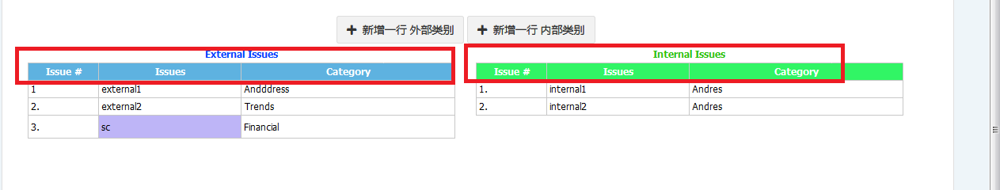 新增一行 外部类别 新增一行 内部类别
External Issues
Issue # Issues Category
1 external1 Andddress
2. external2 Trends
3. sc Financial
Internal Issues
Issue # Issues Category
1. internal1 Andres
2. internal2 Andres